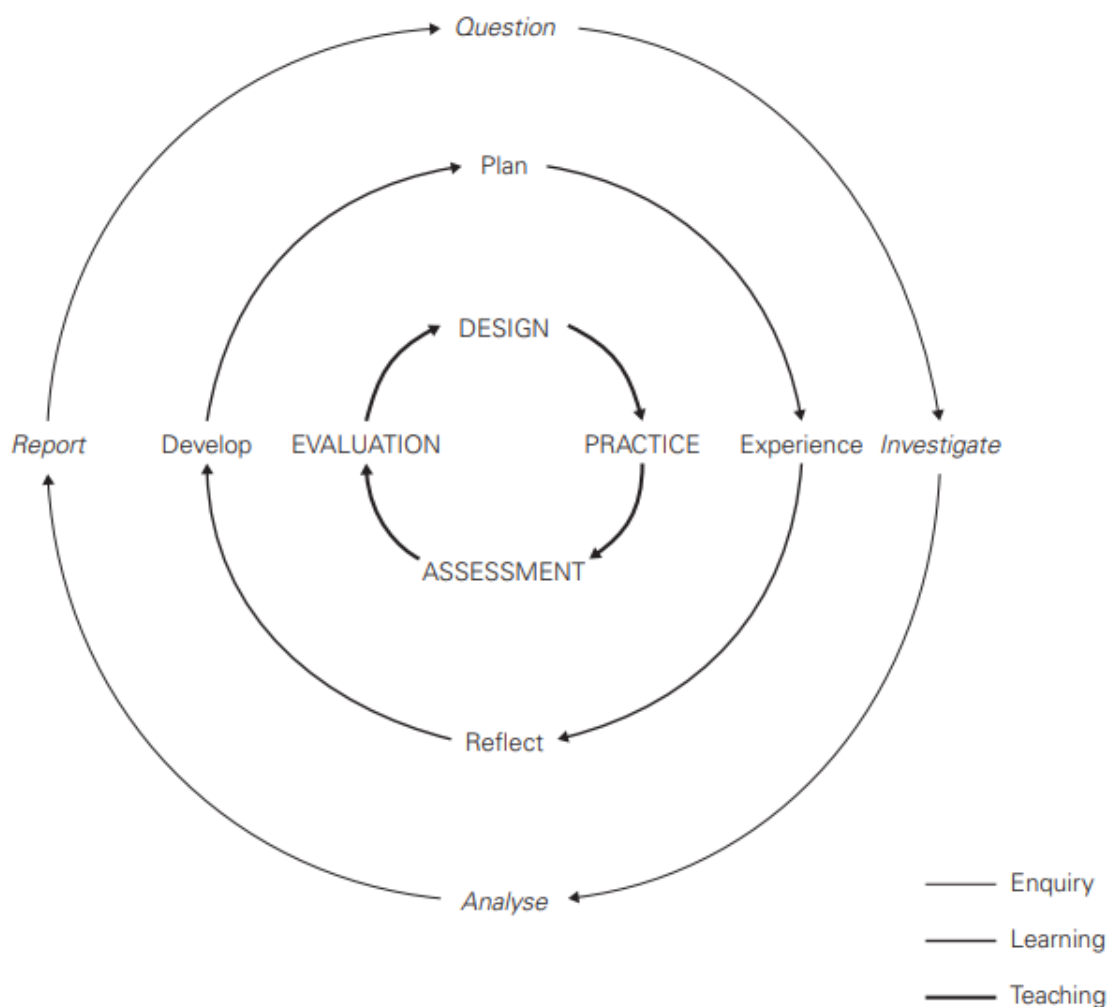 Question
Plan
DESIGN
Report Develop EVALUATION PRACTICE Experience Investigate
ASSESSMENT
Reflect
Analyse
Enquiry
Learning
Teaching